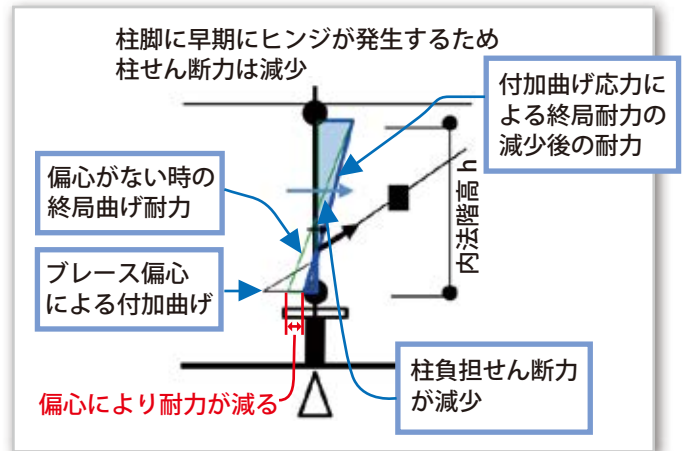 柱脚に早期にヒンジが発生するため
柱せん断力は減少
付加曲げ応力に
よる終局耐力の
減少後の耐力
偏心がない時の
終局曲げ耐力
内法階高 h
ブレース偏心
による付加曲げ
柱負担せん断力
が減少
偏心により耐力が減る